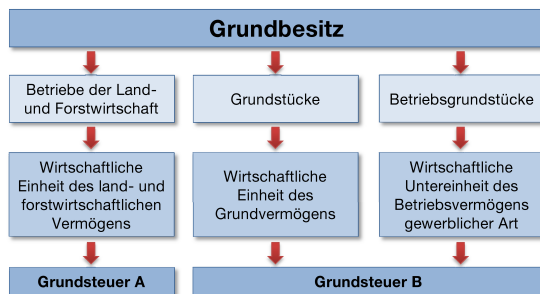 Grundbesitz
Betriebe der Land-
und Forstwirtschaft
Grundstücke
Betriebsgrundstücke
Wirtschaftliche
Einheit des land- und
forstwirtschaftlichen
Vermögens
Wirtschaftliche
Einheit des
Grundvermögens
Wirtschaftliche
Untereinheit des
Betriebsvermögens
gewerblicher Art
Grundsteuer A
Grundsteuer B